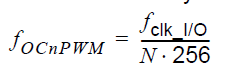 f_OCnPWM = f_clk_I/O / (N · 256)